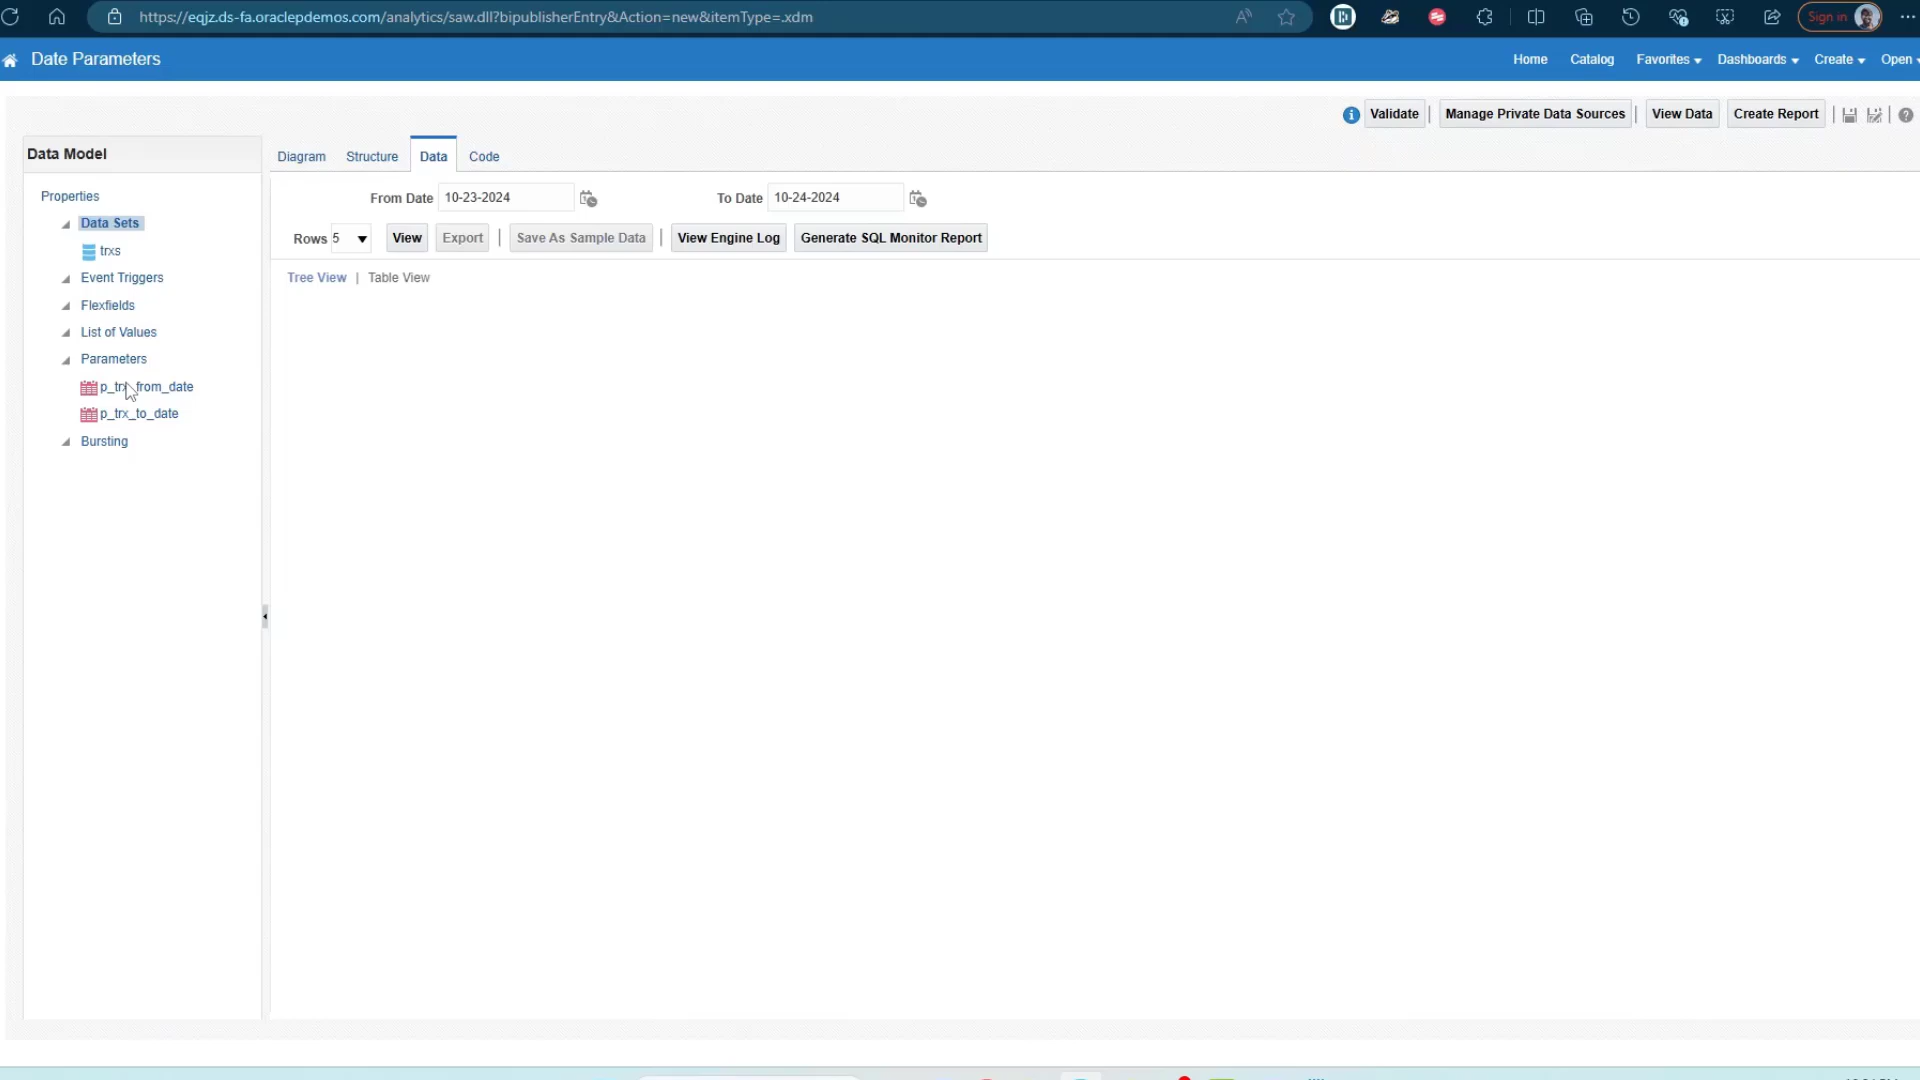 https://eqjz.ds-fa.oraclepdemos.com/analytics/saw.dll?bipublisherEntry&Action=new&itemType=.xdm
Sign in
Date Parameters
Home Catalog Favorites Dashboards Create Open
Validate | Manage Private Data Sources | View Data Create Report
Data Model
Diagram Structure Data Code
Properties
From Date 10-23-2024 To Date 10-24-2024
Data Sets
Rows 5 View Export | Save As Sample Data | View Engine Log Generate SQL Monitor Report
trxs
Event Triggers
Tree View | Table View
Flexfields
List of Values
Parameters
p_trx_from_date
p_trx_to_date
Bursting